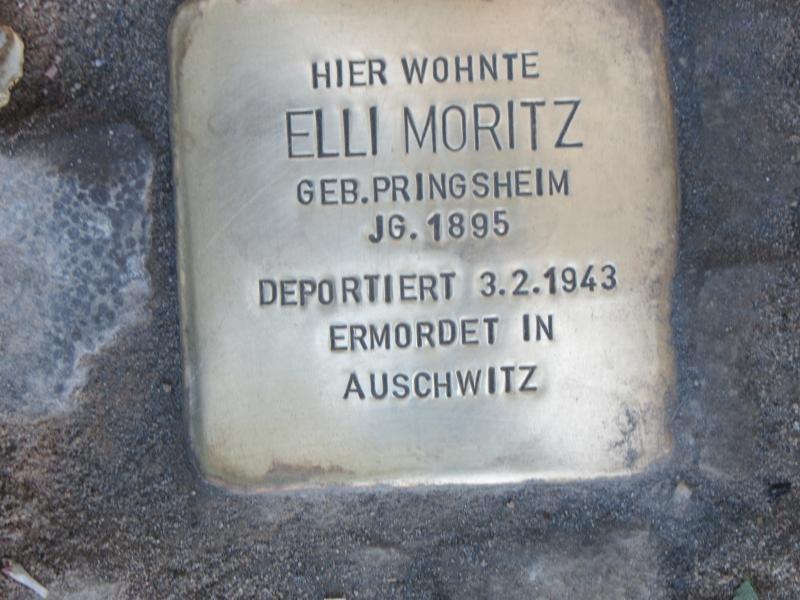 HIER WOHNTE
ELLI MORITZ
GEB.PRINGSHEIM
JG. 1895
DEPORTIERT 3.2.1943
ERMORDET IN
AUSCHWITZ